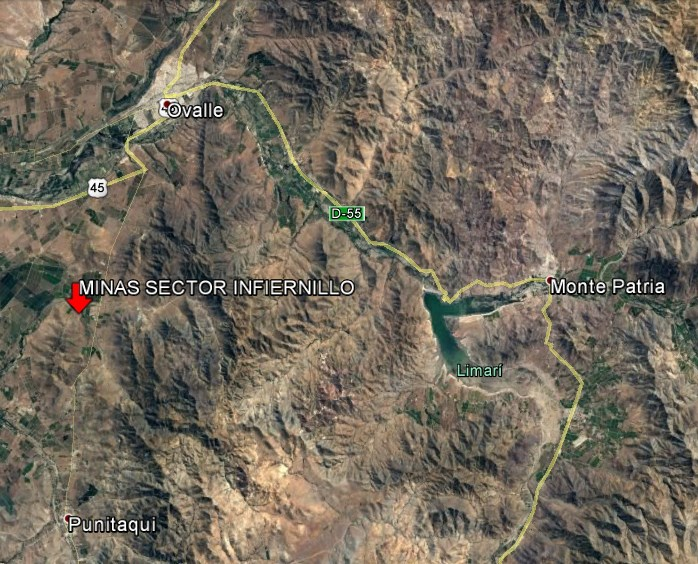 Ovalle
45
D-55
MINAS SECTOR INFIERNILLO
Monte Patria
Limarí
Punitaqui